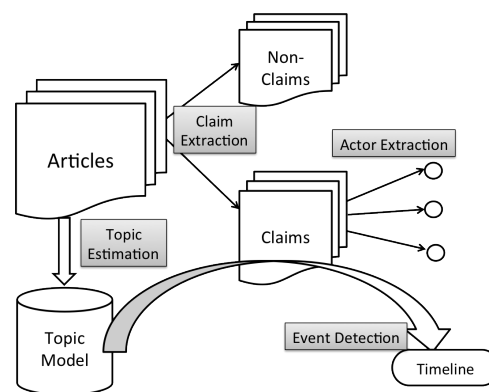 Non-
Claims
Claim
Extraction
Articles
Actor Extraction
Topic
Estimation
Claims
Topic
Model
Event Detection
Timeline